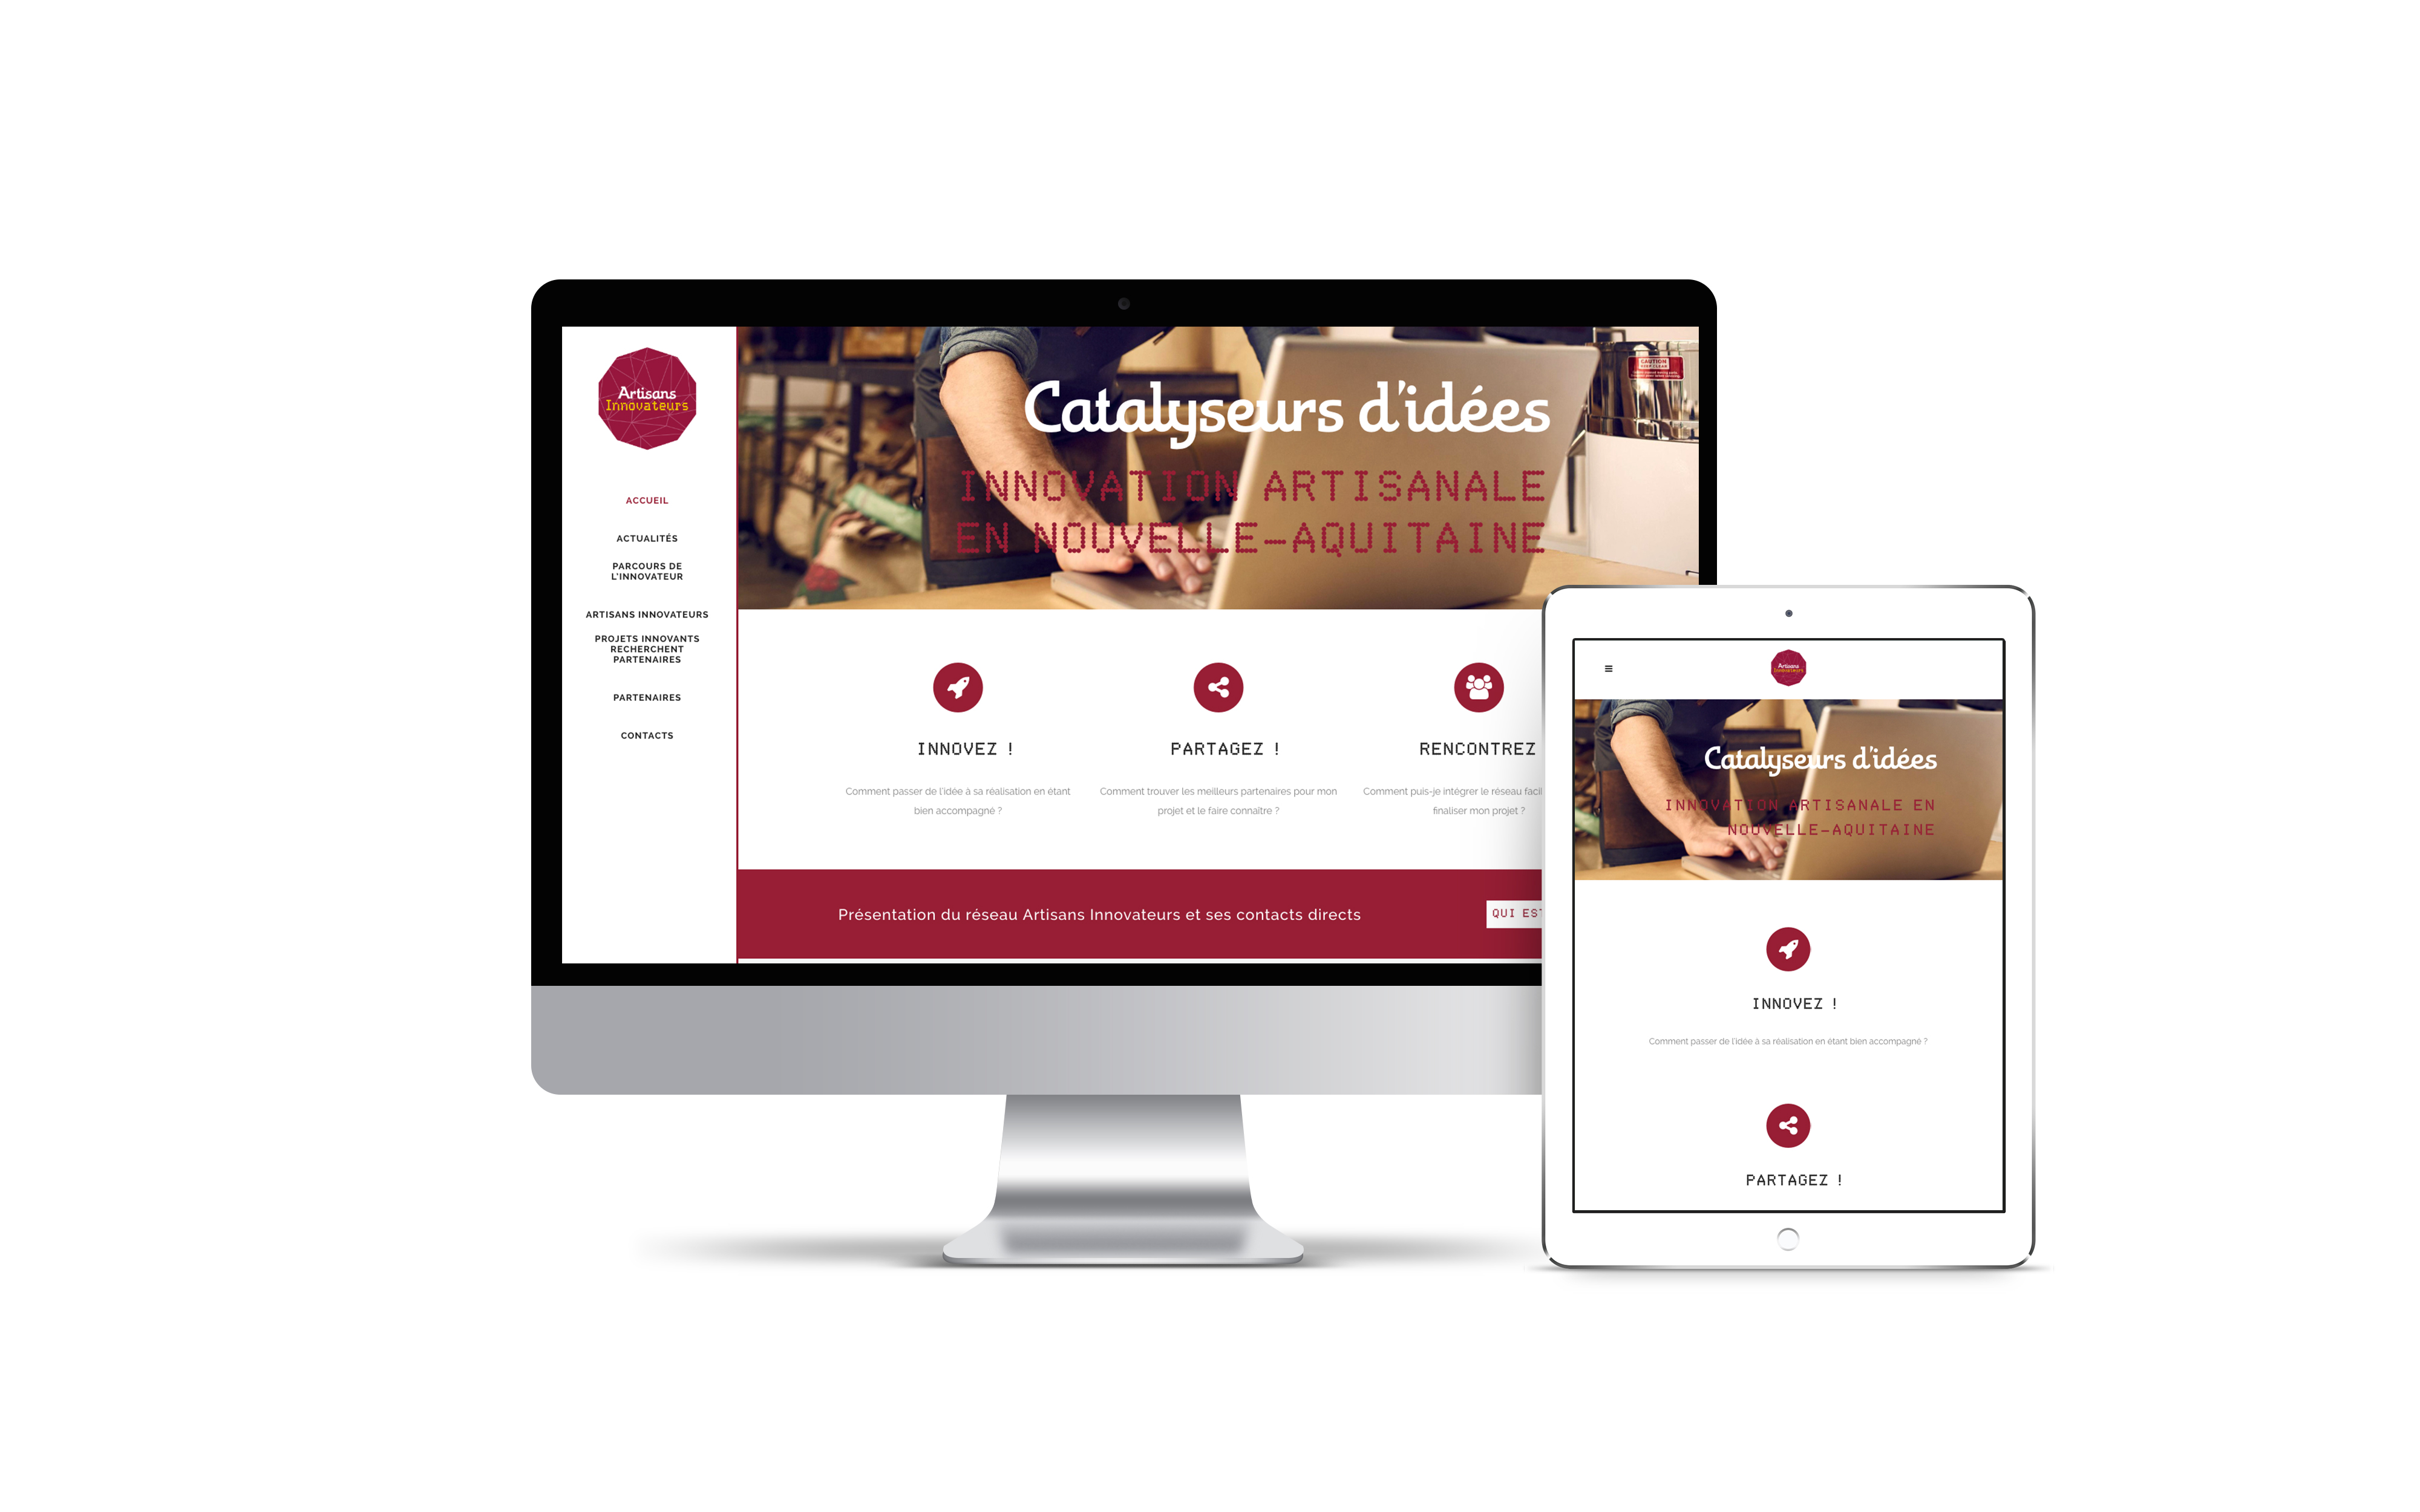 Artisans
Innovateurs
ACCUEIL
ACTUALITÉS
PARCOURS DE
L'INNOVATEUR
ARTISANS INNOVATEURS
PROJETS INNOVANTS
RECHERCHENT
PARTENAIRES
PARTENAIRES
CONTACTS
Catalyseurs d'idées
INNOVATION ARTISANALE
EN NOUVELLE-AQUITAINE
CAUTION
INNOVEZ !
Comment passer de l'idée à sa réalisation en étant
bien accompagné ?
PARTAGEZ !
Comment trouver les meilleurs partenaires pour mon
projet et le faire connaître ?
RENCONTREZ
Comment puis-je intégrer le réseau
finaliser mon projet ?
Présentation du réseau Artisans Innovateurs et ses contacts directs
QUI
Artisans
Innovateurs
Catalyseurs d'idées
INNOVATION ARTISANALE EN
NOUVELLE-AQUITAINE
INNOVEZ !
Comment passer de l'idée à sa réalisation en étant bien accompagné ?
PARTAGEZ !